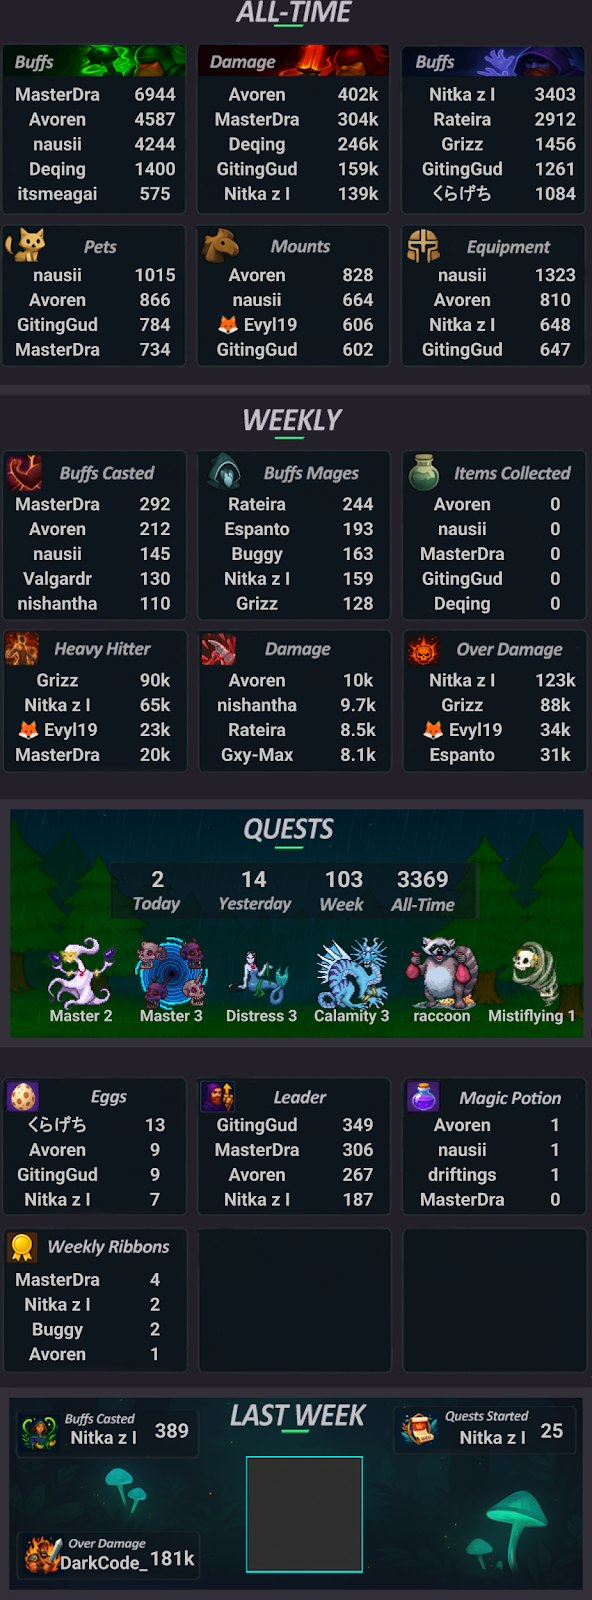 ALL-TIME
Buffs
MasterDra 6944
Avoren 4587
nausii 4244
Deqing 1400
itsmeagai 575
Damage
Avoren 402k
MasterDra 304k
Deqing 246k
GitingGud 159k
Nitka z I 139k
Buffs
Nitka z I 3403
Rateira 2912
Grizz 1456
GitingGud 1261
くらげち 1084
Pets
nausii 1015
Avoren 866
GitingGud 784
MasterDra 734
Mounts
Avoren 828
nausii 664
🦊 Evyl19 606
GitingGud 602
Equipment
nausii 1323
Avoren 810
Nitka z I 648
GitingGud 647
WEEKLY
Buffs Casted
MasterDra 292
Avoren 212
nausii 145
Valgardr 130
nishantha 110
Buffs Mages
Rateira 244
Espanto 193
Buggy 163
Nitka z I 159
Grizz 128
Items Collected
Avoren 0
nausii 0
MasterDra 0
GitingGud 0
Deqing 0
Heavy Hitter
Grizz 90k
Nitka z I 65k
🦊 Evyl19 23k
MasterDra 20k
Damage
Avoren 10k
nishantha 9.7k
Rateira 8.5k
Gxy-Max 8.1k
Over Damage
Nitka z I 123k
Grizz 88k
🦊 Evyl19 34k
Espanto 31k
QUESTS
2 14 103 3369
Today Yesterday Week All-Time
Master 2 Master 3 Distress 3 Calamity 3 raccoon Mistiflying 1
Eggs
くらげち 13
Avoren 9
GitingGud 9
Nitka z I 7
Leader
GitingGud 349
MasterDra 306
Avoren 267
Nitka z I 187
Magic Potion
Avoren 1
nausii 1
driftings 1
MasterDra 0
Weekly Ribbons
MasterDra 4
Nitka z I 2
Buggy 2
Avoren 1
LAST WEEK
Buffs Casted
Nitka z I 389
Quests Started
Nitka z I 25
Over Damage
DarkCode_ 181k